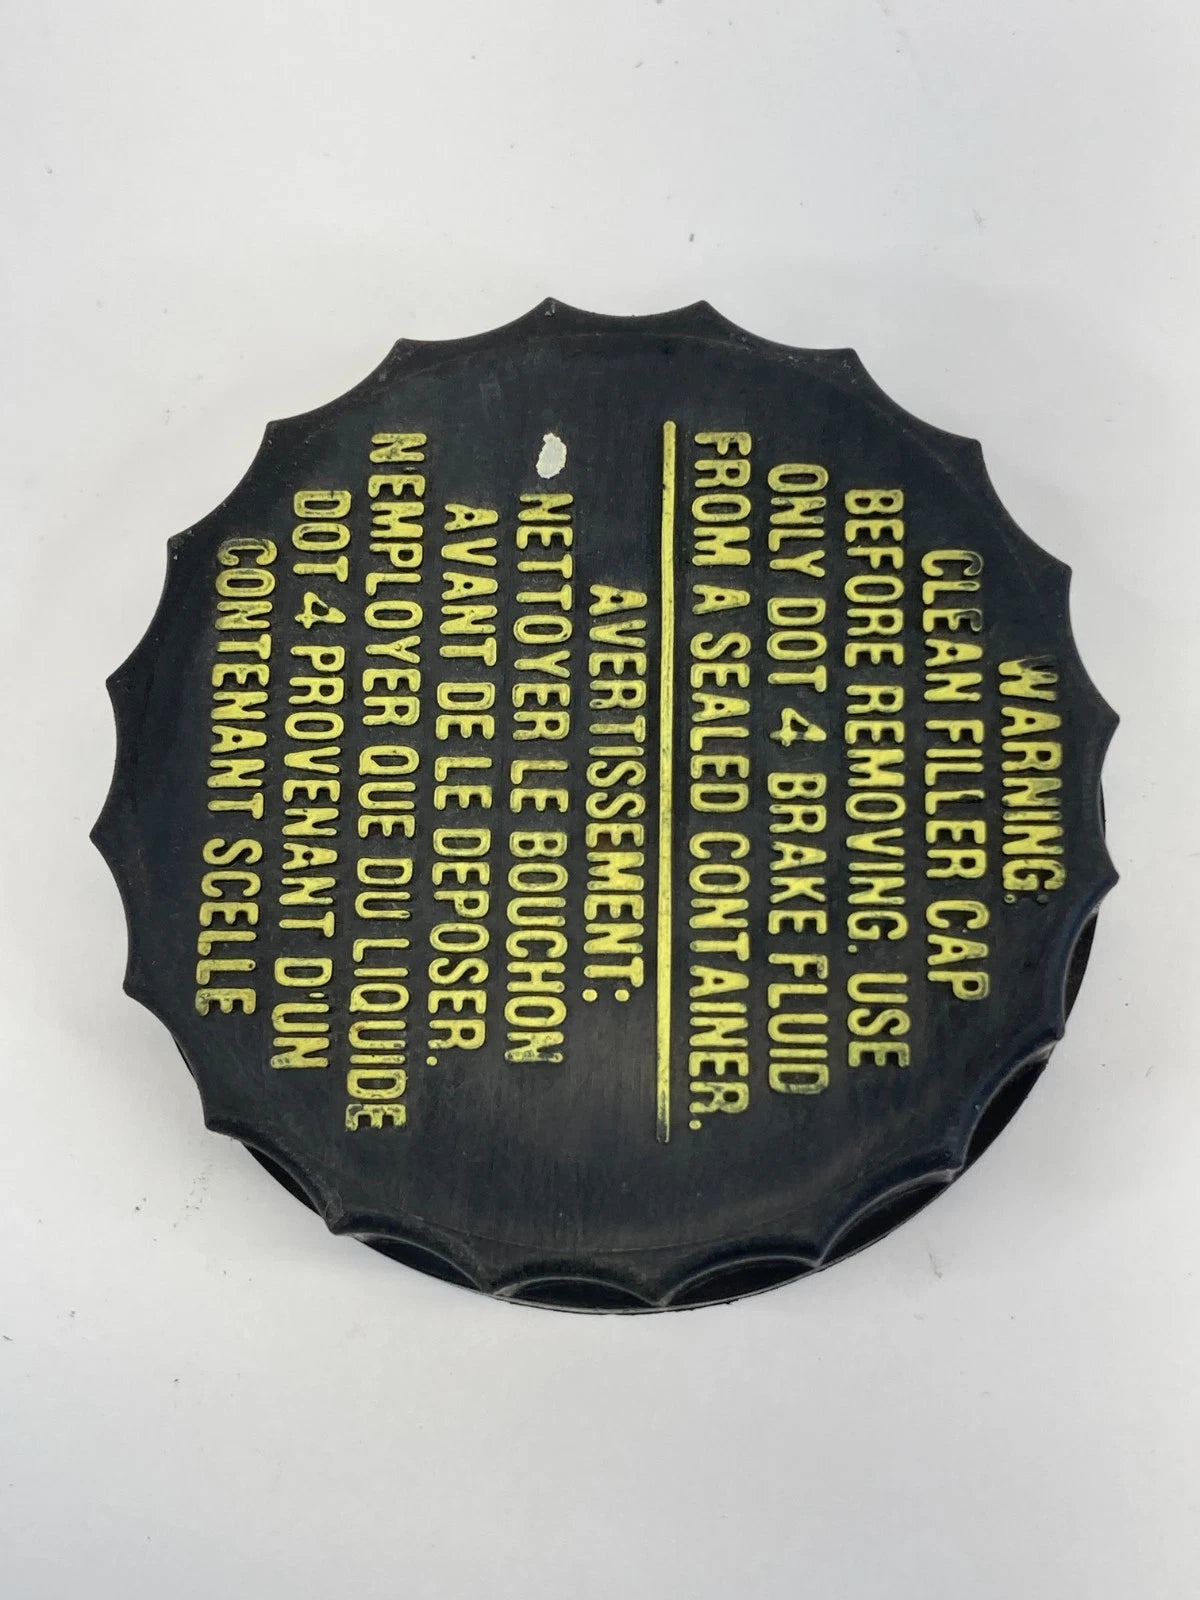 WARNING:
CLEAN FILLER CAP
BEFORE REMOVING. USE
ONLY DOT 4 BRAKE FLUID
FROM A SEALED CONTAINER.
AVERTISSEMENT:
NETTOYER LE BOUCHON
AVANT DE LE DEPOSER.
N'EMPLOYER QUE DU LIQUIDE
DOT 4 PROVENANT D'UN
CONTENANT SCELLE